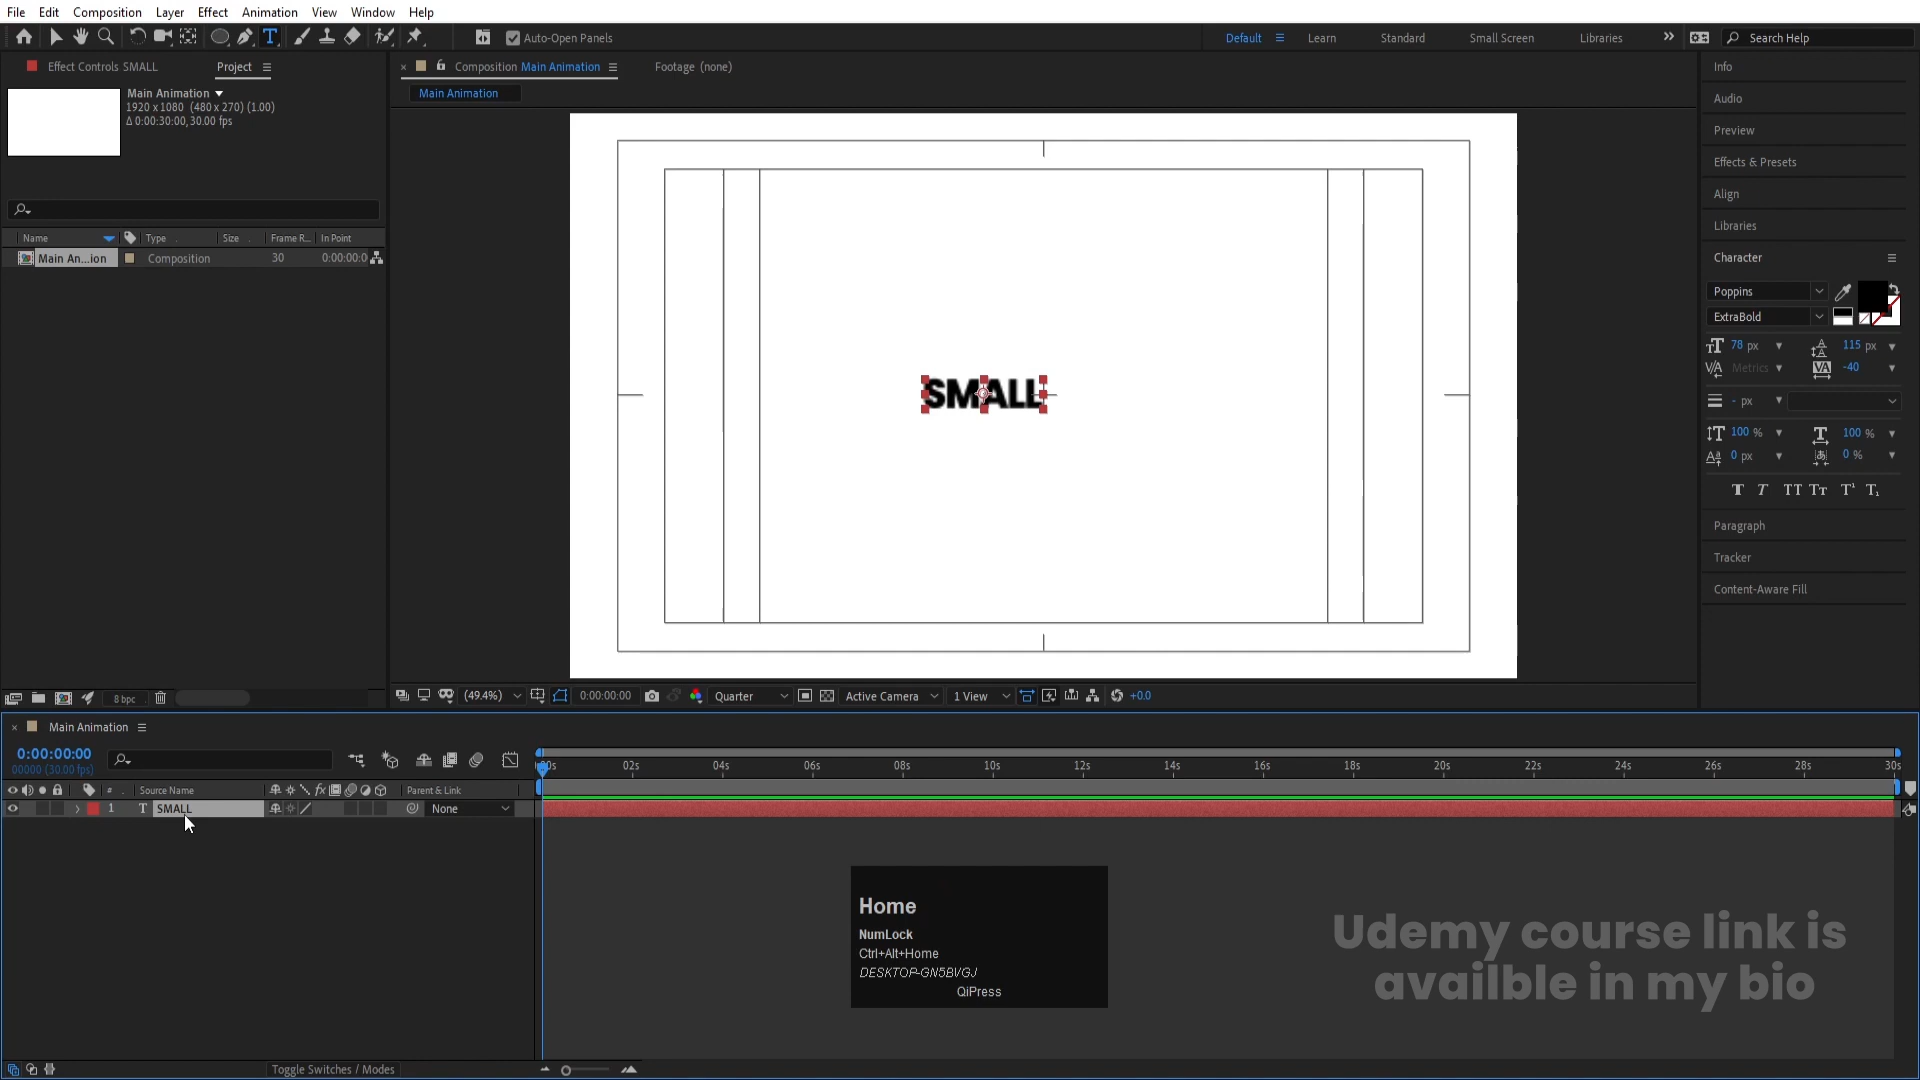 File Edit Composition Layer Effect Animation View Window Help
Auto-Open Panels
Default Learn Standard Small Screen Libraries » Search Help
Effect Controls SMALL Project
Composition Main Animation Footage (none)
Main Animation
Main Animation
1920 x 1080 (480 x 270) (1.00)
Δ 0:00:30:00, 30.00 fps
Name Type Size Frame R... In Point
Main An...ion Composition 30 0:00:00:0
8 bpc
SMALL
(49.4%) 0:00:00:00 Quarter Active Camera 1 View +0.0
Info
Audio
Preview
Effects & Presets
Align
Libraries
Character
Poppins
ExtraBold
78 px 115 px
Metrics -40
- px
100 % 100 %
0 px 0 %
T T TT Tt T¹ T₁
Paragraph
Tracker
Content-Aware Fill
Main Animation
0:00:00:00
00000 (30.00 fps)
00s 02s 04s 06s 08s 10s 12s 14s 16s 18s 20s 22s 24s 26s 28s 30s
# Source Name fx Parent & Link
1 T SMALL None
Home
NumLock
Ctrl+Alt+Home
DESKTOP-GN5BVGJ
QiPress
Udemy course link is
availble in my bio
Toggle Switches / Modes